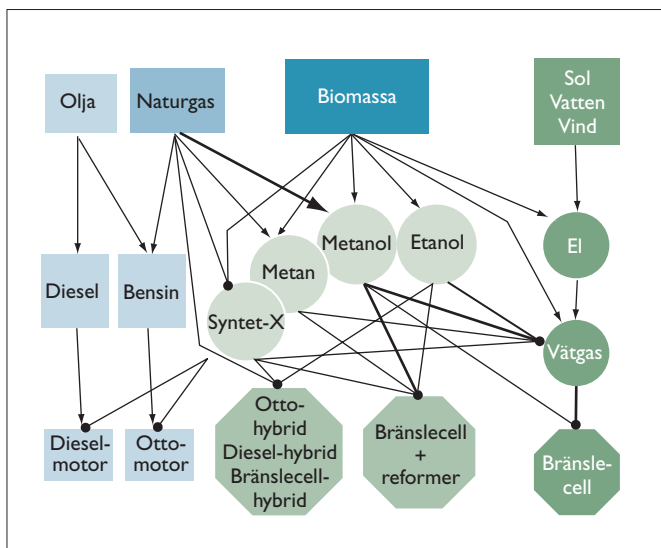 Olja
Naturgas
Biomassa
Sol
Vatten
Vind
Metanol
Etanol
El
Metan
Diesel
Bensin
Syntet-X
Vätgas
Diesel-
motor
Otto-
motor
Otto-
hybrid
Diesel-hybrid
Bränslecell-
hybrid
Bränslecell
+
reformer
Bränsle-
cell